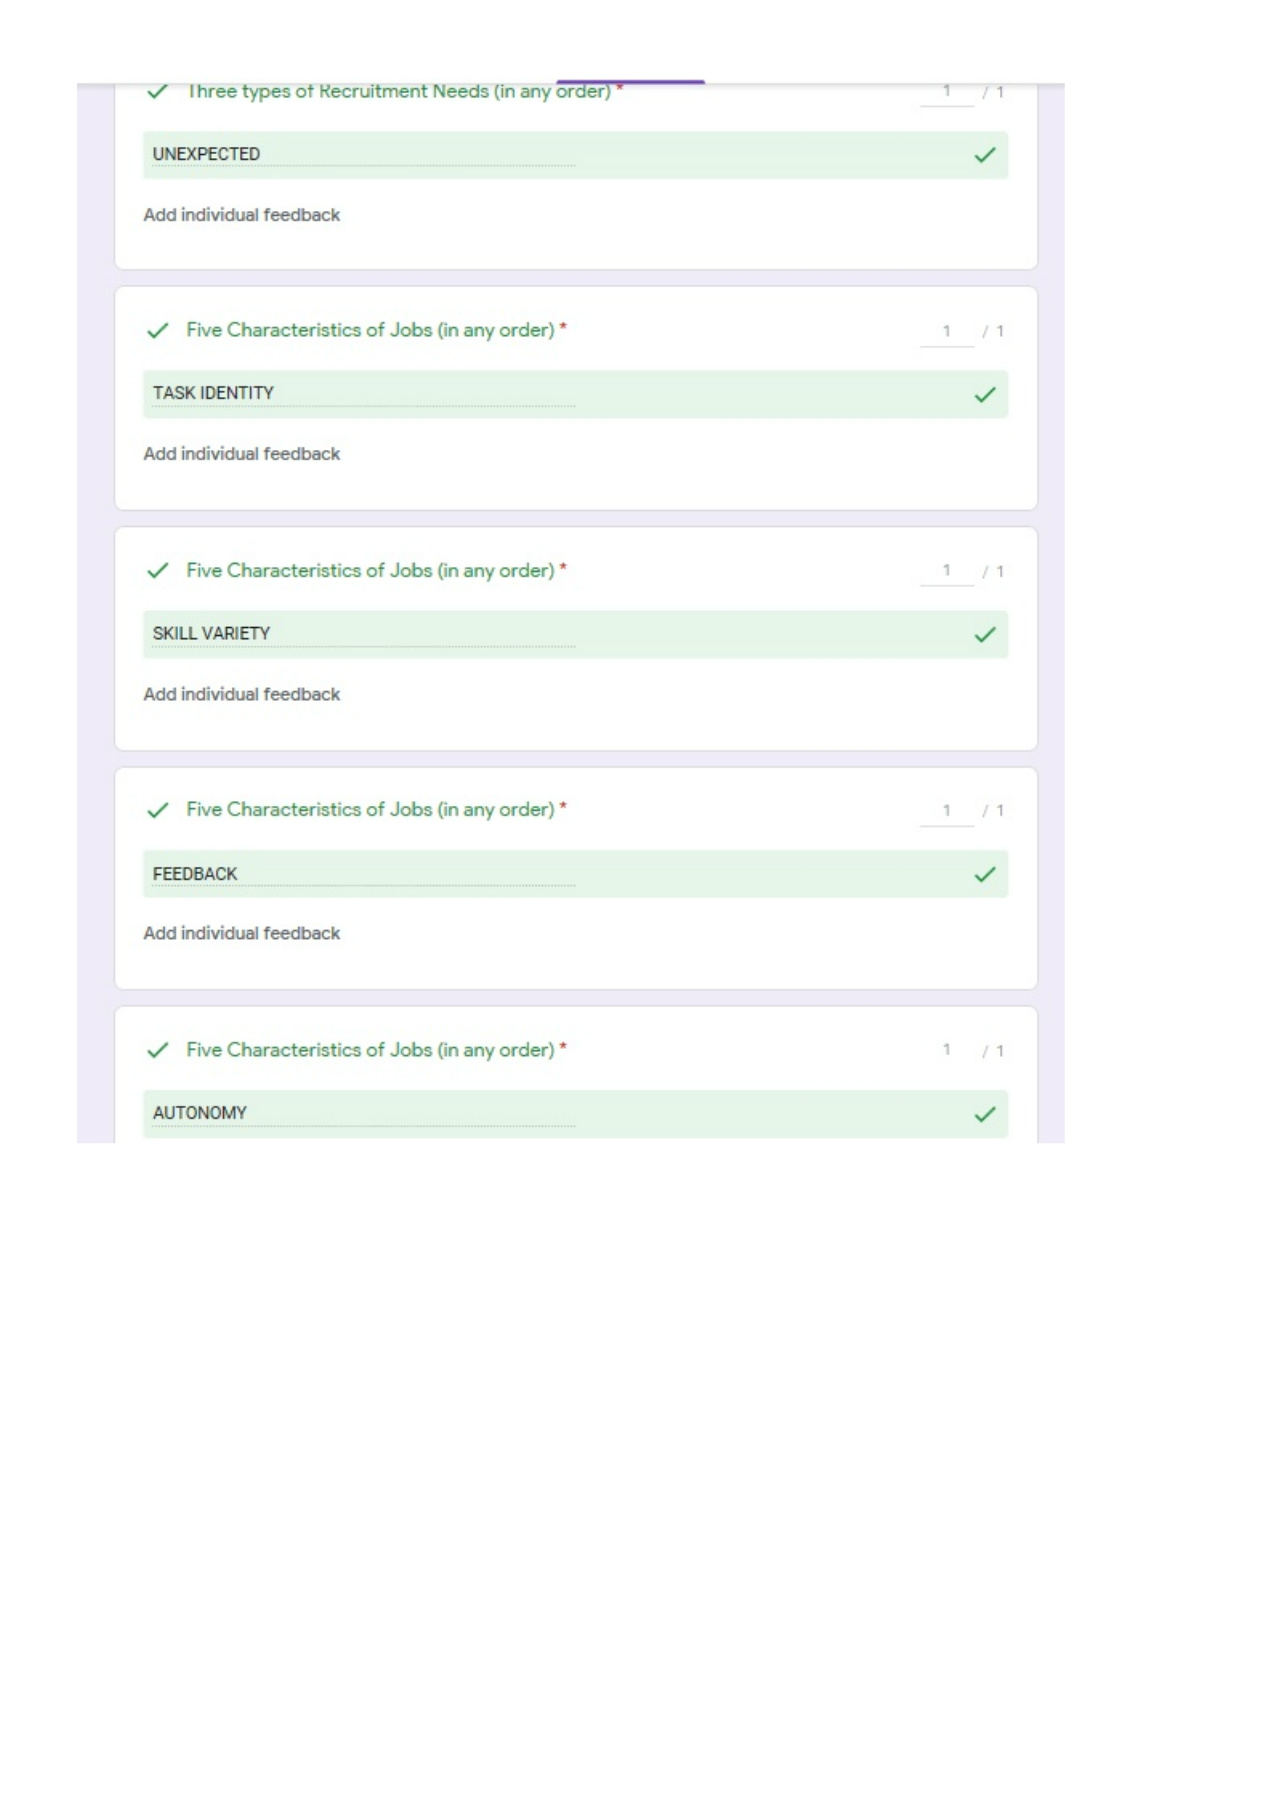 Three types of Recruitment Needs (in any order) *
1 / 1
UNEXPECTED
Add individual feedback
Five Characteristics of Jobs (in any order) *
1 / 1
TASK IDENTITY
Add individual feedback
Five Characteristics of Jobs (in any order) *
1 / 1
SKILL VARIETY
Add individual feedback
Five Characteristics of Jobs (in any order) *
1 / 1
FEEDBACK
Add individual feedback
Five Characteristics of Jobs (in any order) *
1 / 1
AUTONOMY